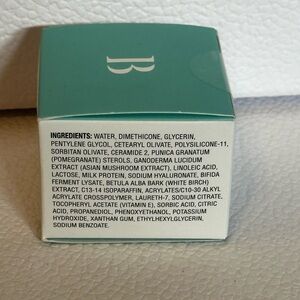 B
INGREDIENTS: WATER, DIMETHICONE, GLYCERIN,
PENTYLENE GLYCOL, CETEARYL OLIVATE, POLYSILICONE-11,
SORBITAN OLIVATE, CERAMIDE 2, PUNICA GRANATUM
(POMEGRANATE) STEROLS, GANODERMA LUCIDUM
EXTRACT (ASIAN MUSHROOM EXTRACT), LINOLEIC ACID,
LACTOSE, MILK PROTEIN, SODIUM HYALURONATE, BIFIDA
FERMENT LYSATE, BETULA ALBA BARK (WHITE BIRCH)
EXTRACT, C13-14 ISOPARAFFIN, ACRYLATES/C10-30 ALKYL
ACRYLATE CROSSPOLYMER, LAURETH-7, SODIUM CITRATE,
TOCOPHERYL ACETATE (VITAMIN E), SORBIC ACID, CITRIC
ACID, PROPANEDIOL, PHENOXYETHANOL, POTASSIUM
HYDROXIDE, XANTHAN GUM, ETHYLHEXYLGLYCERIN,
SODIUM BENZOATE.